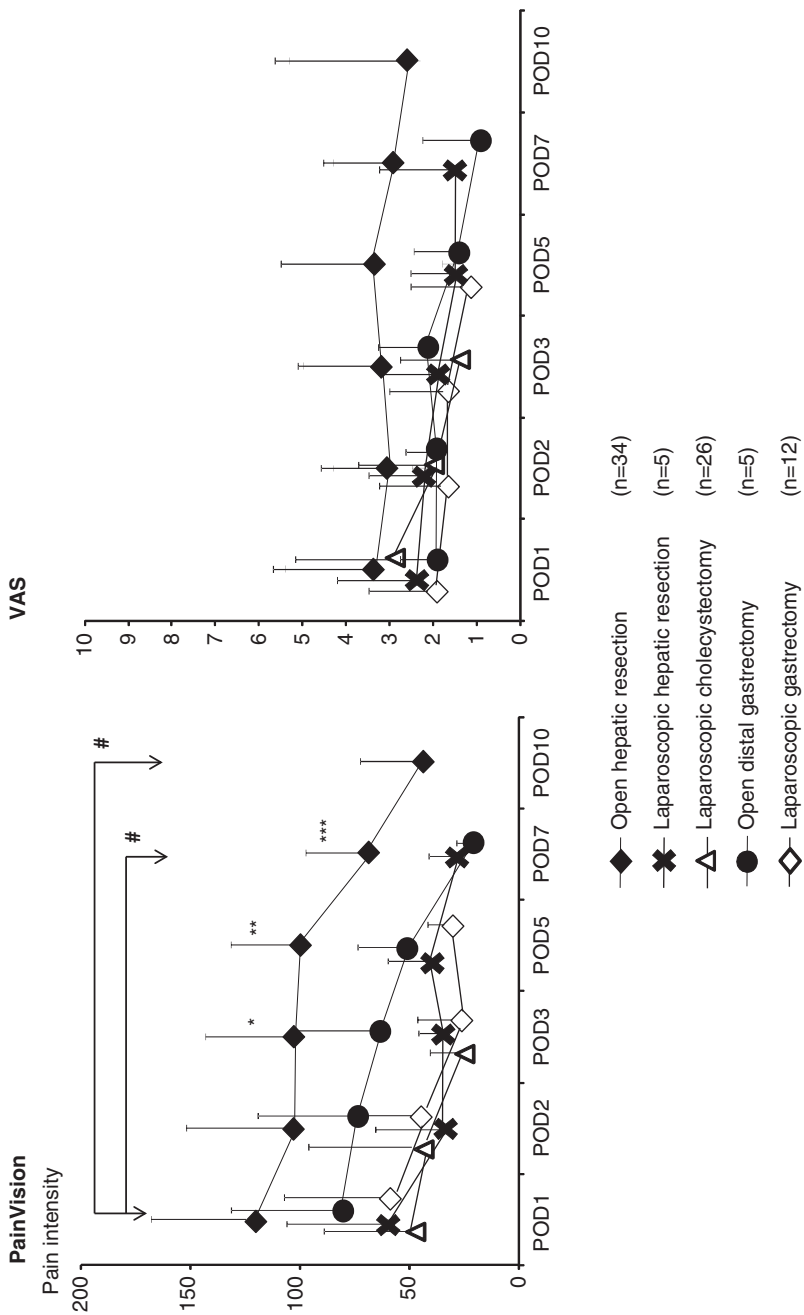 PainVision
Pain intensity
200
150
100
50
0
#
#
*
**
***
POD1 POD2 POD3 POD5 POD7 POD10
VAS
10
9
8
7
6
5
4
3
2
1
0
POD1 POD2 POD3 POD5 POD7 POD10
Open hepatic resection (n=34)
Laparoscopic hepatic resection (n=5)
Laparoscopic cholecystectomy (n=26)
Open distal gastrectomy (n=5)
Laparoscopic gastrectomy (n=12)